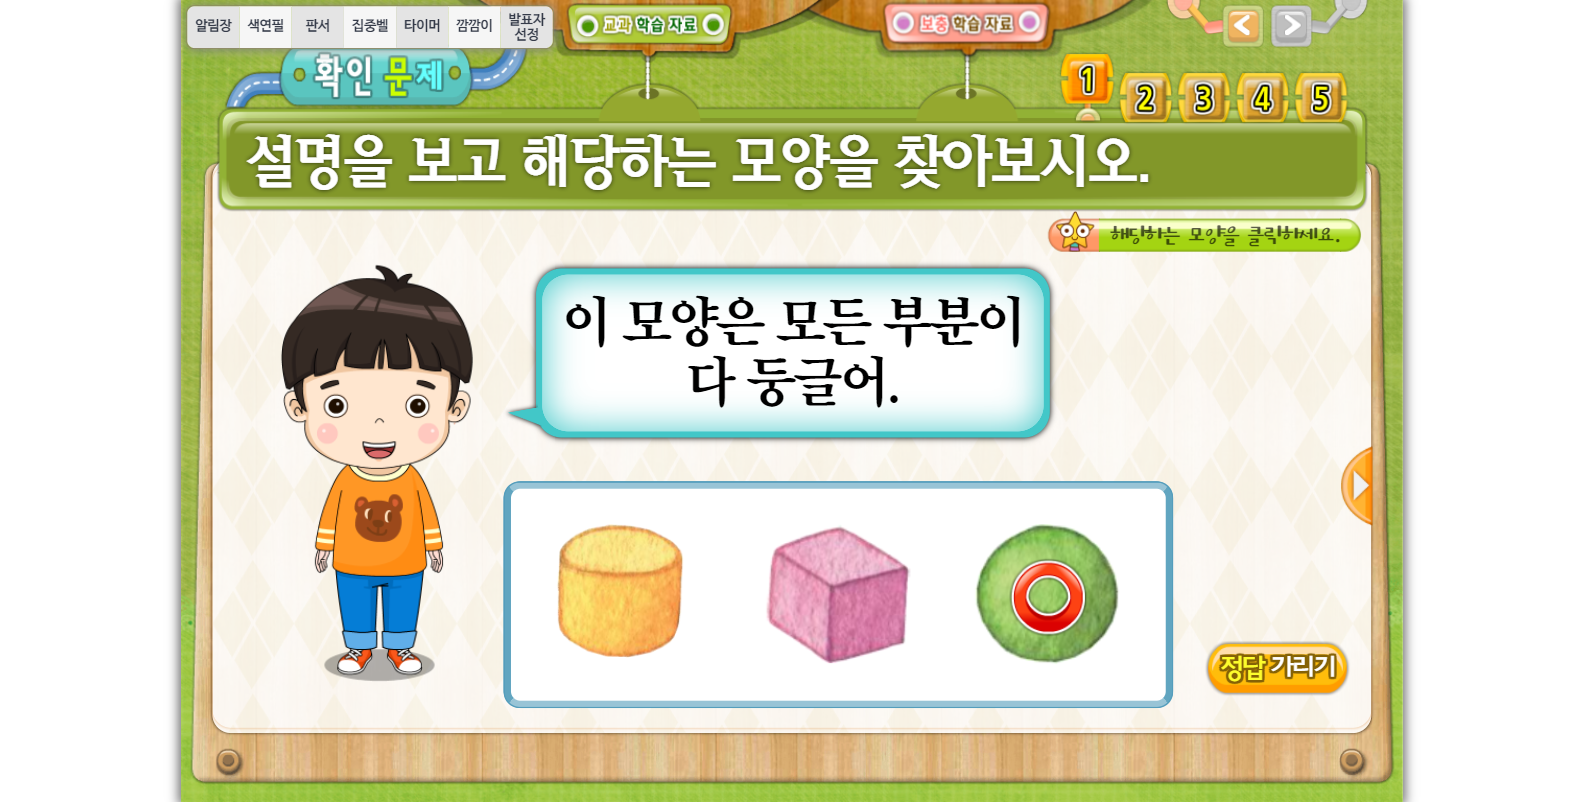 알림장 색연필 판서 집중벨 타이머 깜깜이 발표자 선정
교과 학습 자료
보충 학습 자료
확인 문제
1 2 3 4 5
설명을 보고 해당하는 모양을 찾아보시오.
해당하는 모양을 클릭하세요.
이 모양은 모든 부분이
다 둥글어.
정답 가리기